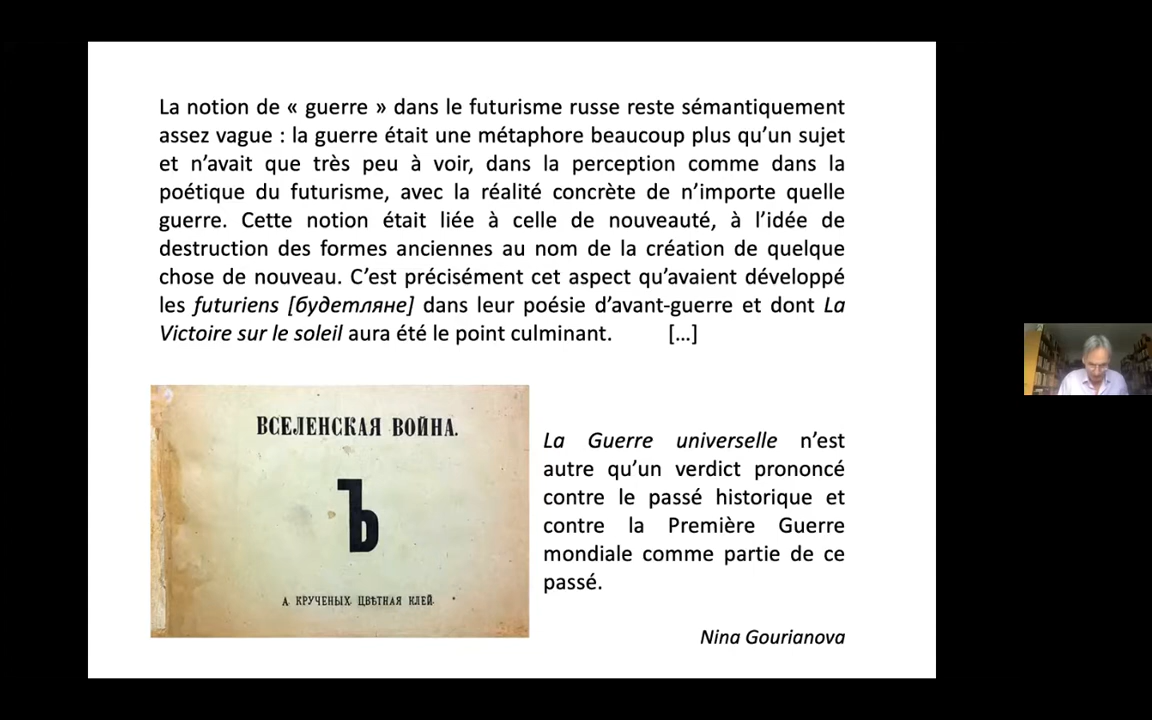 La notion de « guerre » dans le futurisme russe reste sémantiquement
assez vague : la guerre était une métaphore beaucoup plus qu’un sujet
et n’avait que très peu à voir, dans la perception comme dans la
poétique du futurisme, avec la réalité concrète de n’importe quelle
guerre. Cette notion était liée à celle de nouveauté, à l’idée de
destruction des formes anciennes au nom de la création de quelque
chose de nouveau. C’est précisément cet aspect qu’avaient développé
les futuriens [будетляне] dans leur poésie d’avant-guerre et dont La
Victoire sur le soleil aura été le point culminant. […]
ВСЕЛЕНСКАЯ ВОЙНА.
Ъ
А. КРУЧЕНЫХ. ЦВѢТНАЯ КЛЕЙ.
La Guerre universelle n’est
autre qu’un verdict prononcé
contre le passé historique et
contre la Première Guerre
mondiale comme partie de ce
passé.
Nina Gourianova